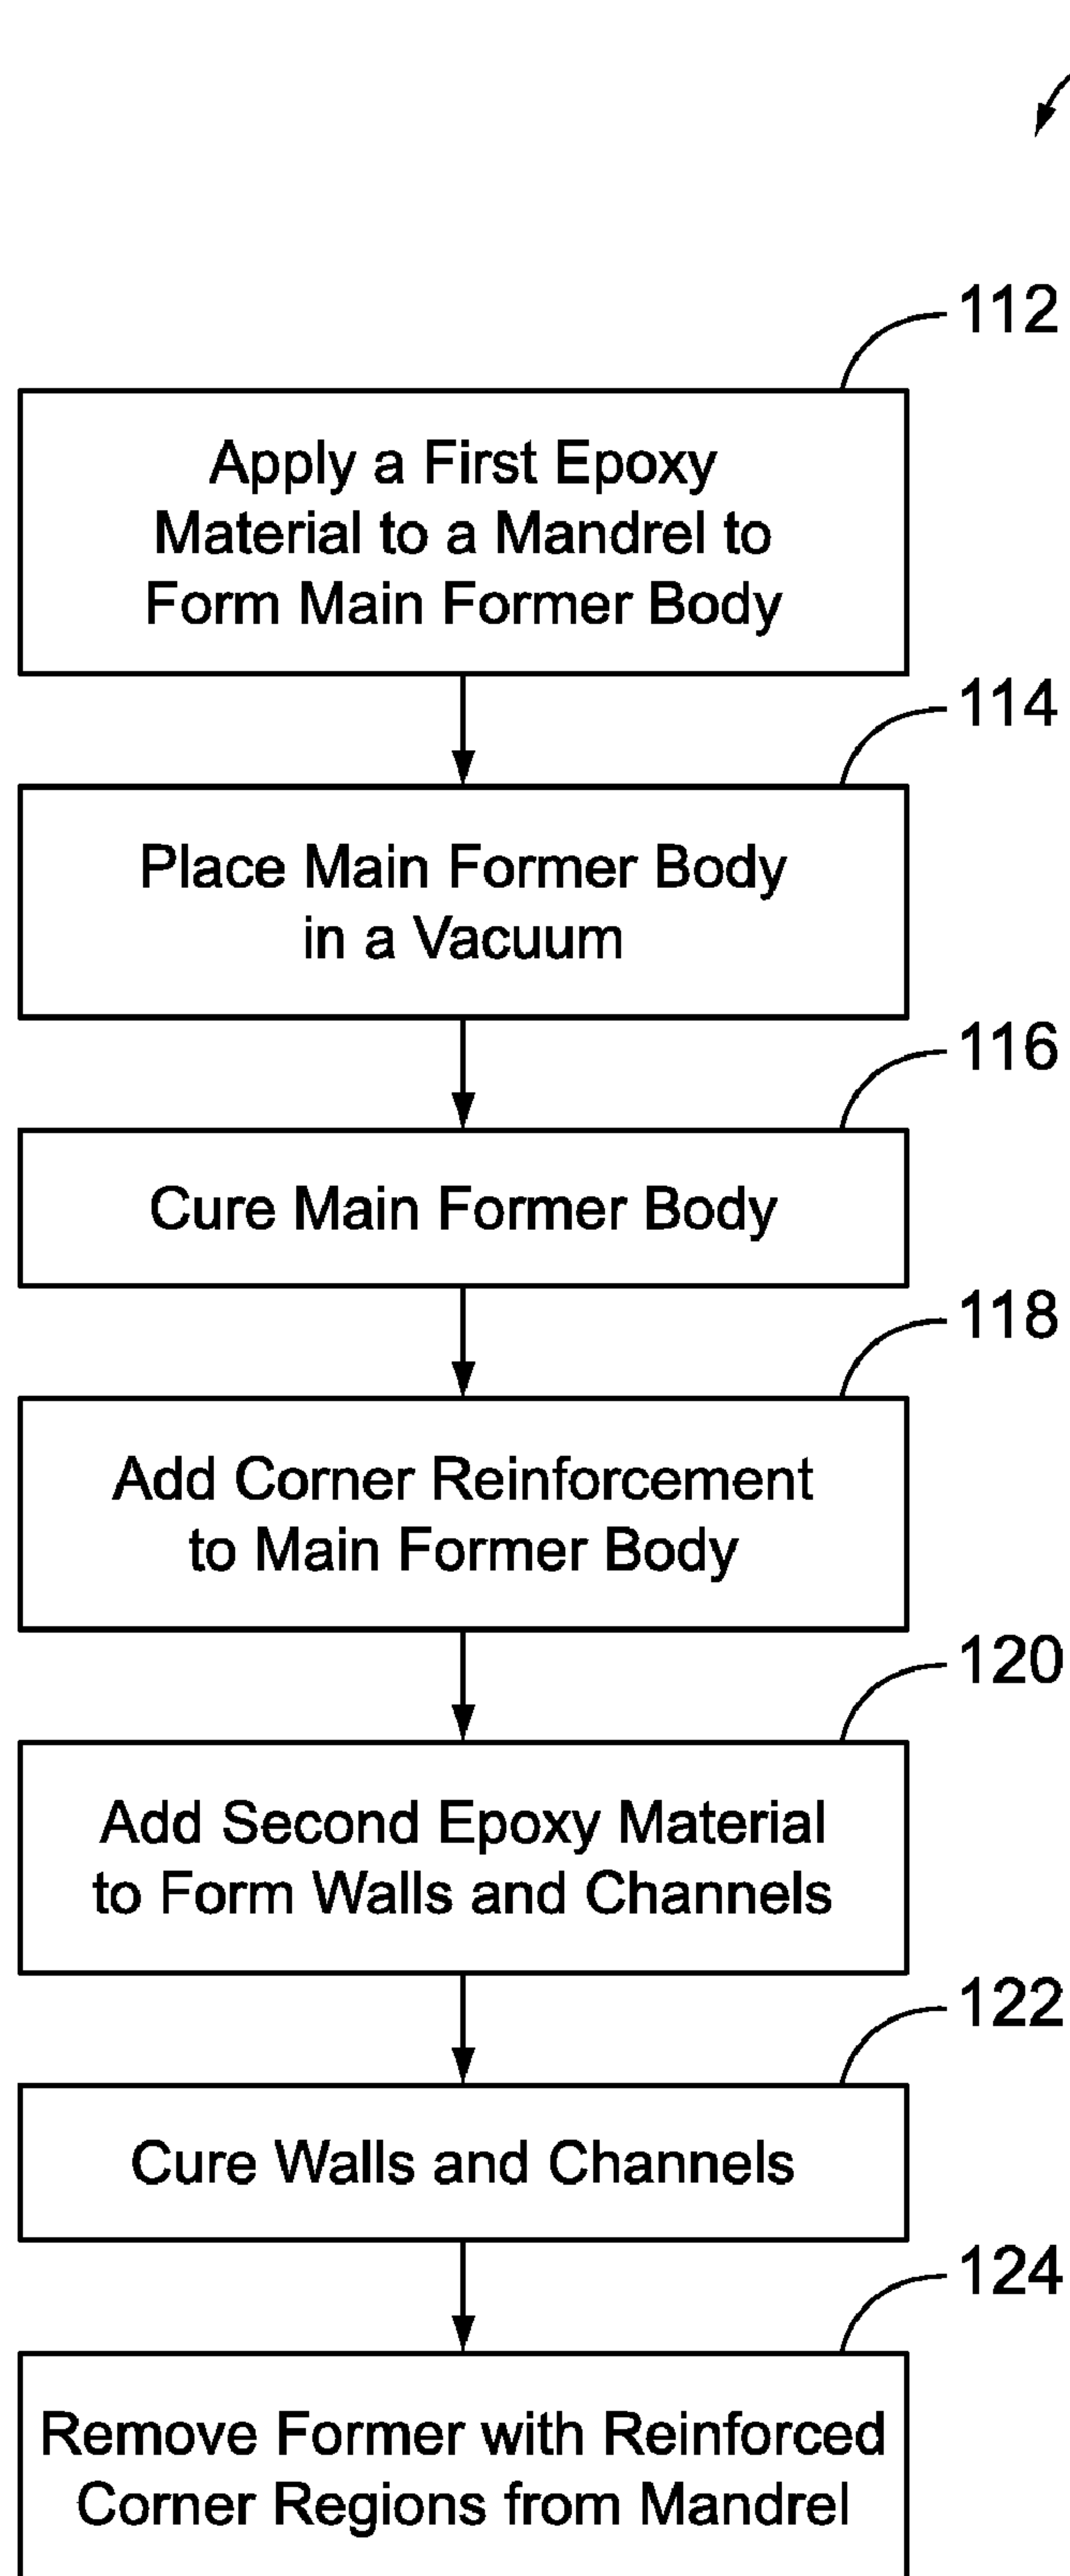 112
Apply a First Epoxy
Material to a Mandrel to
Form Main Former Body
114
Place Main Former Body
in a Vacuum
116
Cure Main Former Body
118
Add Corner Reinforcement
to Main Former Body
120
Add Second Epoxy Material
to Form Walls and Channels
122
Cure Walls and Channels
124
Remove Former with Reinforced
Corner Regions from Mandrel